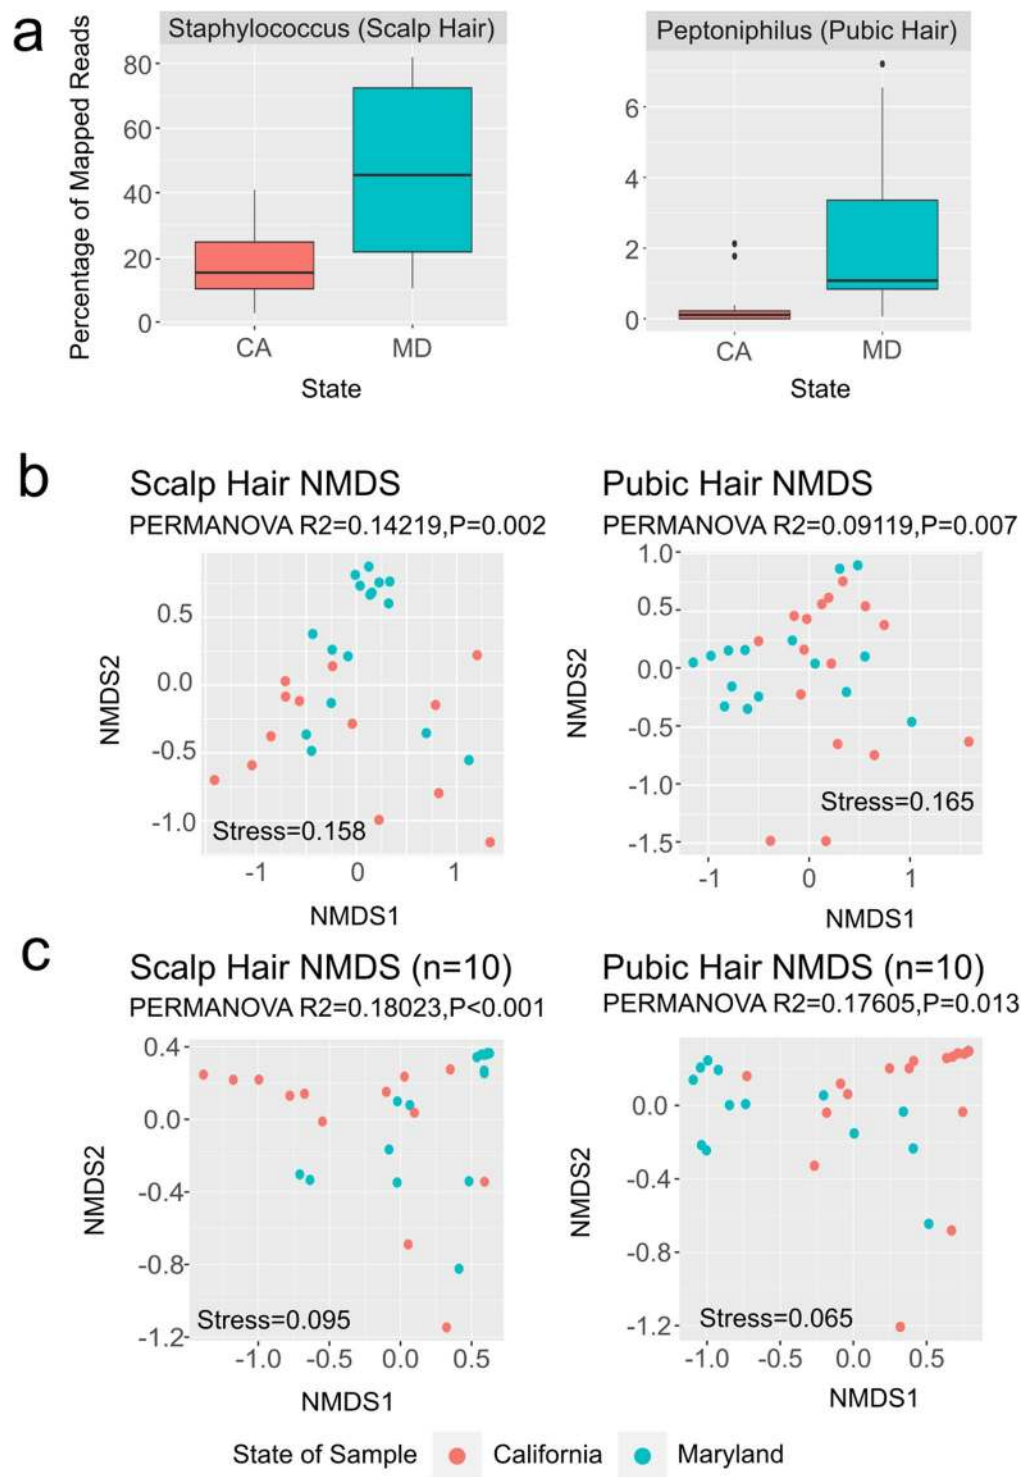 a
Staphylococcus (Scalp Hair)
Peptoniphilus (Pubic Hair)
Percentage of Mapped Reads
80
60
40
20
0
CA
MD
State
6
4
2
0
CA
MD
State
b
Scalp Hair NMDS
PERMANOVA R2=0.14219,P=0.002
NMDS2
0.5
0.0
-0.5
-1.0
Stress=0.158
-1
0
1
NMDS1
Pubic Hair NMDS
PERMANOVA R2=0.09119,P=0.007
NMDS2
1.0
0.5
0.0
-0.5
-1.0
-1.5
Stress=0.165
-1
0
1
NMDS1
c
Scalp Hair NMDS (n=10)
PERMANOVA R2=0.18023,P<0.001
NMDS2
0.4
0.0
-0.4
-0.8
-1.2
Stress=0.095
-1.0
-0.5
0.0
0.5
NMDS1
Pubic Hair NMDS (n=10)
PERMANOVA R2=0.17605,P=0.013
NMDS2
0.0
-0.4
-0.8
-1.2
Stress=0.065
-1.0
-0.5
0.0
0.5
NMDS1
State of Sample
California
Maryland